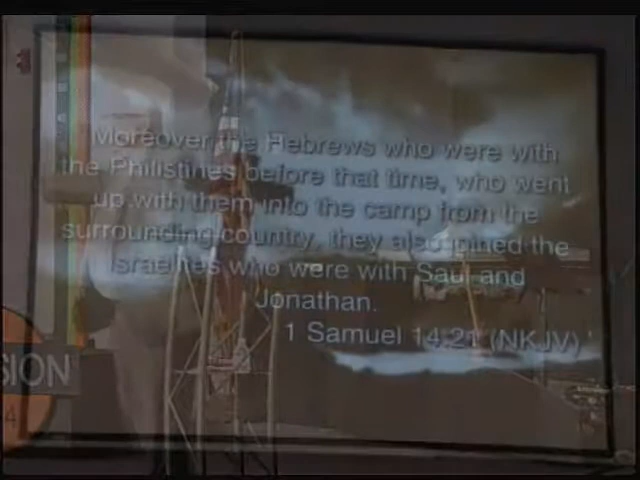 Moreover the Hebrews who were with
the Philistines before that time, who went
up with them into the camp from the
surrounding country, they also joined the
Israelites who were with Saul and
Jonathan.
1 Samuel 14:21 (NKJV)
SION
4